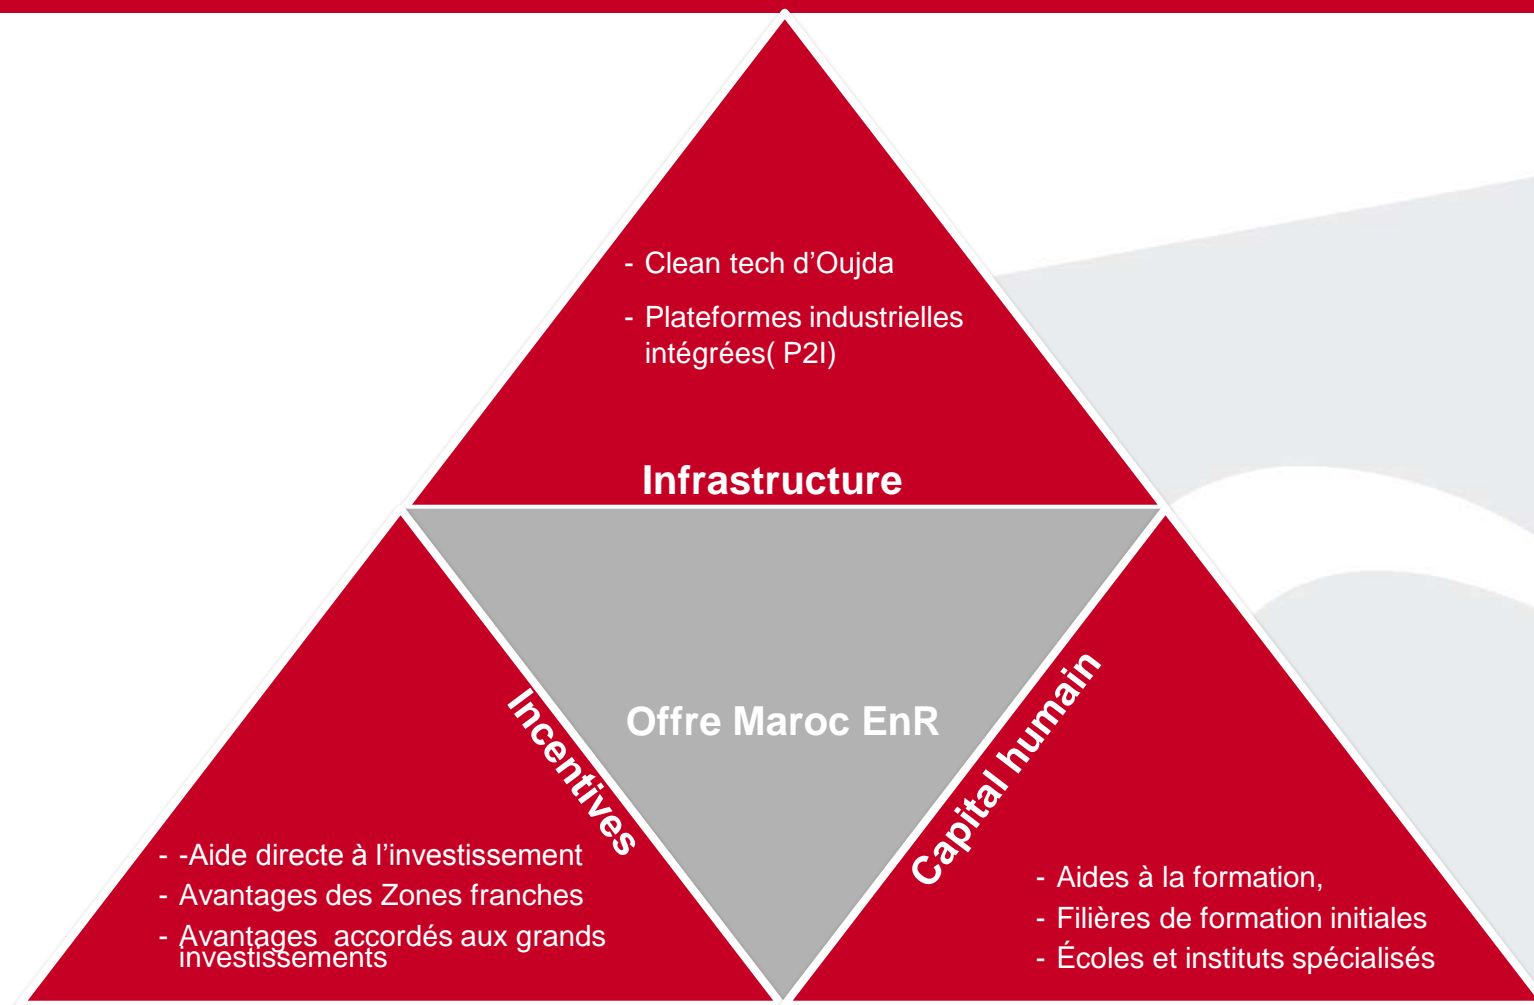 - Clean tech d’Oujda
- Plateformes industrielles
intégrées( P2I)
Infrastructure
Offre Maroc EnR
Incentives
- -Aide directe à l’investissement
- Avantages des Zones franches
- Avantages accordés aux grands
investissements
Capital humain
- Aides à la formation,
- Filières de formation initiales
- Écoles et instituts spécialisés